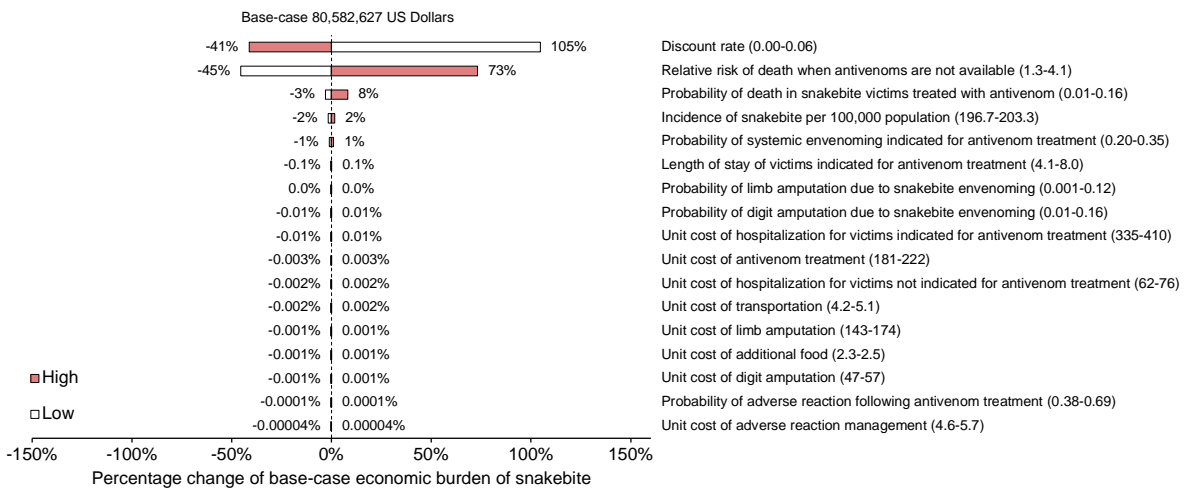 Base-case 80,582,627 US Dollars
-41% 105% Discount rate (0.00-0.06)
-45% 73% Relative risk of death when antivenoms are not available (1.3-4.1)
-3% 8% Probability of death in snakebite victims treated with antivenom (0.01-0.16)
-2% 2% Incidence of snakebite per 100,000 population (196.7-203.3)
-1% 1% Probability of systemic envenoming indicated for antivenom treatment (0.20-0.35)
-0.1% 0.1% Length of stay of victims indicated for antivenom treatment (4.1-8.0)
0.0% 0.0% Probability of limb amputation due to snakebite envenoming (0.001-0.12)
-0.01% 0.01% Probability of digit amputation due to snakebite envenoming (0.01-0.16)
-0.01% 0.01% Unit cost of hospitalization for victims indicated for antivenom treatment (335-410)
-0.003% 0.003% Unit cost of antivenom treatment (181-222)
-0.002% 0.002% Unit cost of hospitalization for victims not indicated for antivenom treatment (62-76)
-0.002% 0.002% Unit cost of transportation (4.2-5.1)
-0.001% 0.001% Unit cost of limb amputation (143-174)
-0.001% 0.001% Unit cost of additional food (2.3-2.5)
High -0.001% 0.001% Unit cost of digit amputation (47-57)
-0.0001% 0.0001% Probability of adverse reaction following antivenom treatment (0.38-0.69)
Low
-0.00004% 0.00004% Unit cost of adverse reaction management (4.6-5.7)
-150% -100% -50% 0% 50% 100% 150%
Percentage change of base-case economic burden of snakebite